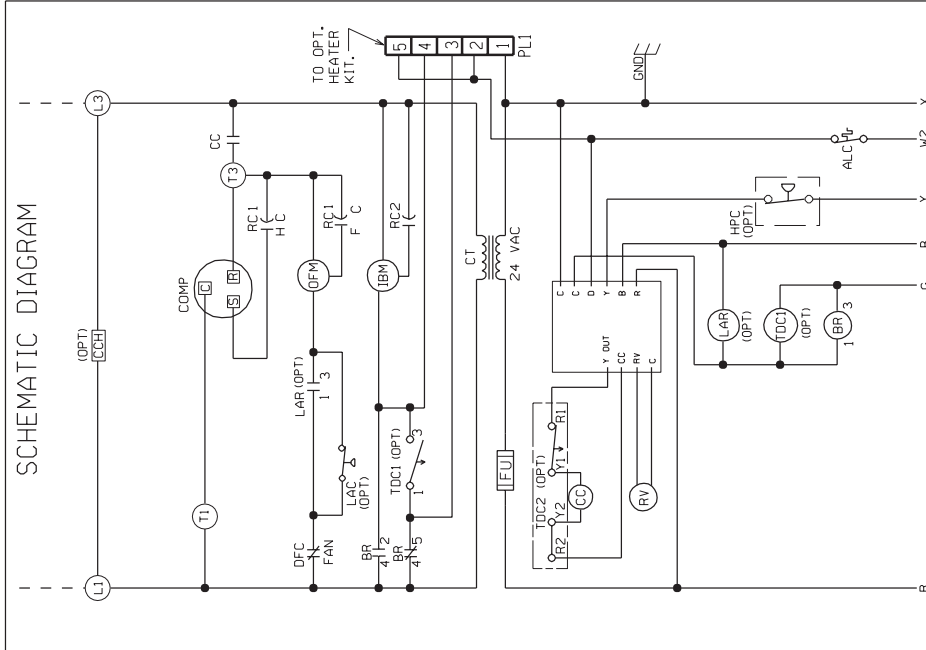 SCHEMATIC DIAGRAM
L1
(OPT)
CCH
L3
T1
COMP
C
S
R
T3
CC
RC1
H C
DFC
FAN
LAR (OPT)
1 3
LAC
(OPT)
OFM
RC1
F C
BR
4 2
IBM
RC2
BR
4 5
TDC1 (OPT)
1 3
TO OPT.
HEATER
KIT.
5
4
3
2
1
PL1
CT
24 VAC
FU
GND
TDC2 (OPT)
R2
Y2
Y1
R1
CC
RV
Y OUT
CC
RV
C
C
C
D
Y
B
R
LAR
(OPT)
TDC1
(OPT)
BR
1 3
HPC
(OPT)
ALC
R
G
B
Y
W2
Y